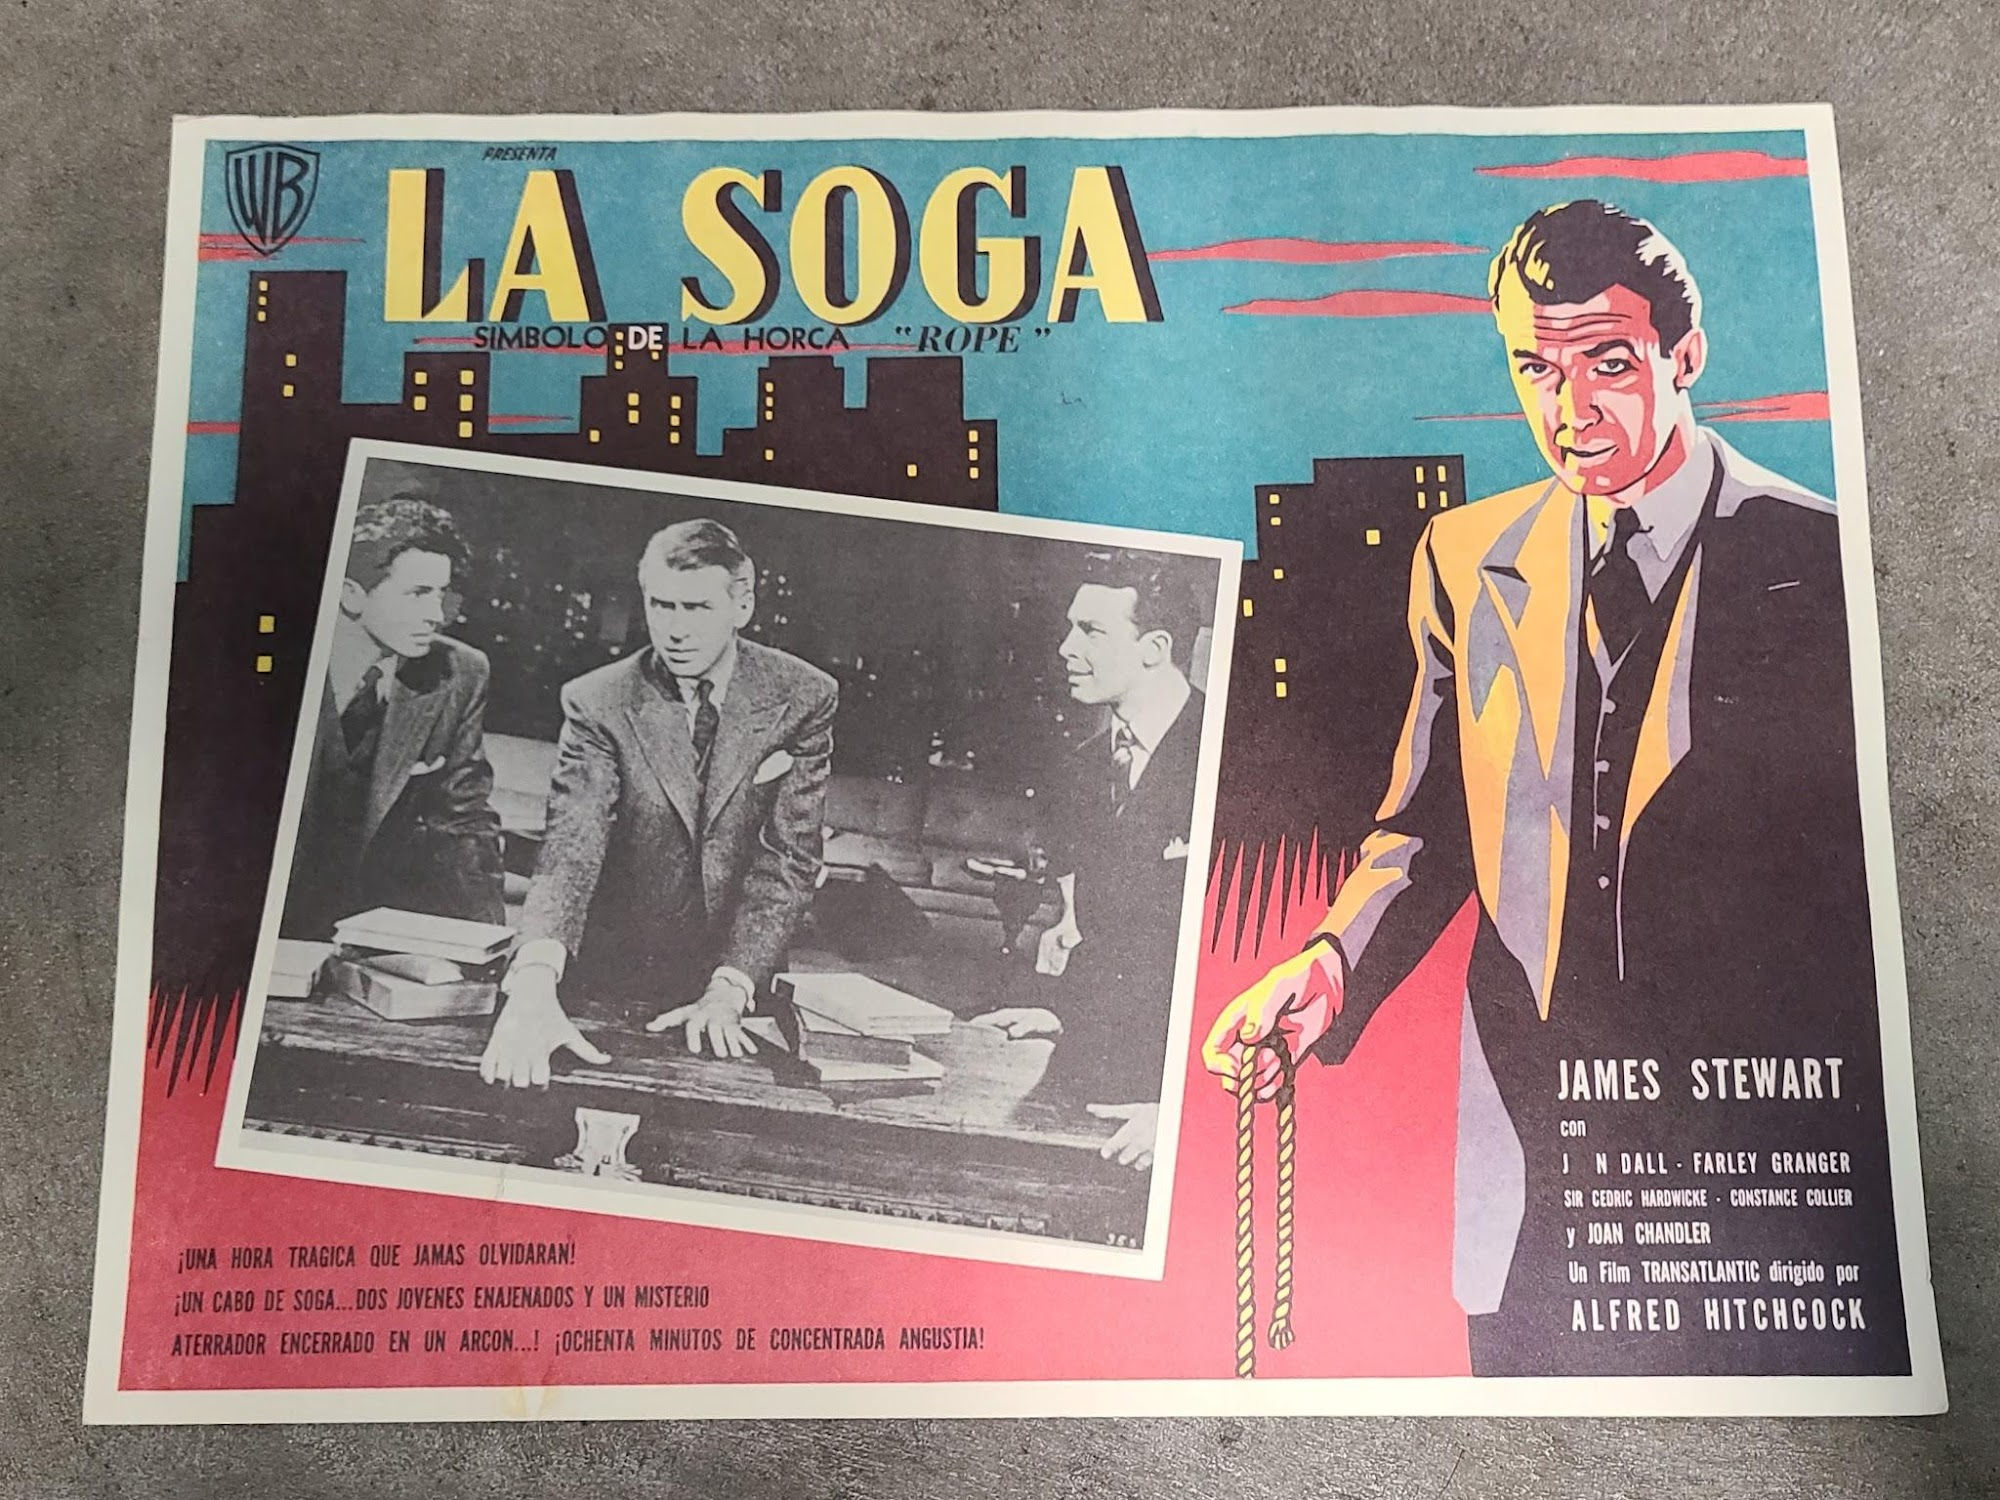 WB
PRESENTA
LA SOGA
SIMBOLO DE LA HORCA "ROPE"
JAMES STEWART
con
J N DALL - FARLEY GRANGER
SIR CEDRIC HARDWICKE - CONSTANCE COLLIER
y JOAN CHANDLER
Un Film TRANSATLANTIC dirigido por
ALFRED HITCHCOCK
¡UNA HORA TRAGICA QUE JAMAS OLVIDARAN!
¡UN CABO DE SOGA...DOS JOVENES ENAJENADOS Y UN MISTERIO
ATERRADOR ENCERRADO EN UN ARCON...! ¡OCHENTA MINUTOS DE CONCENTRADA ANGUSTIA!